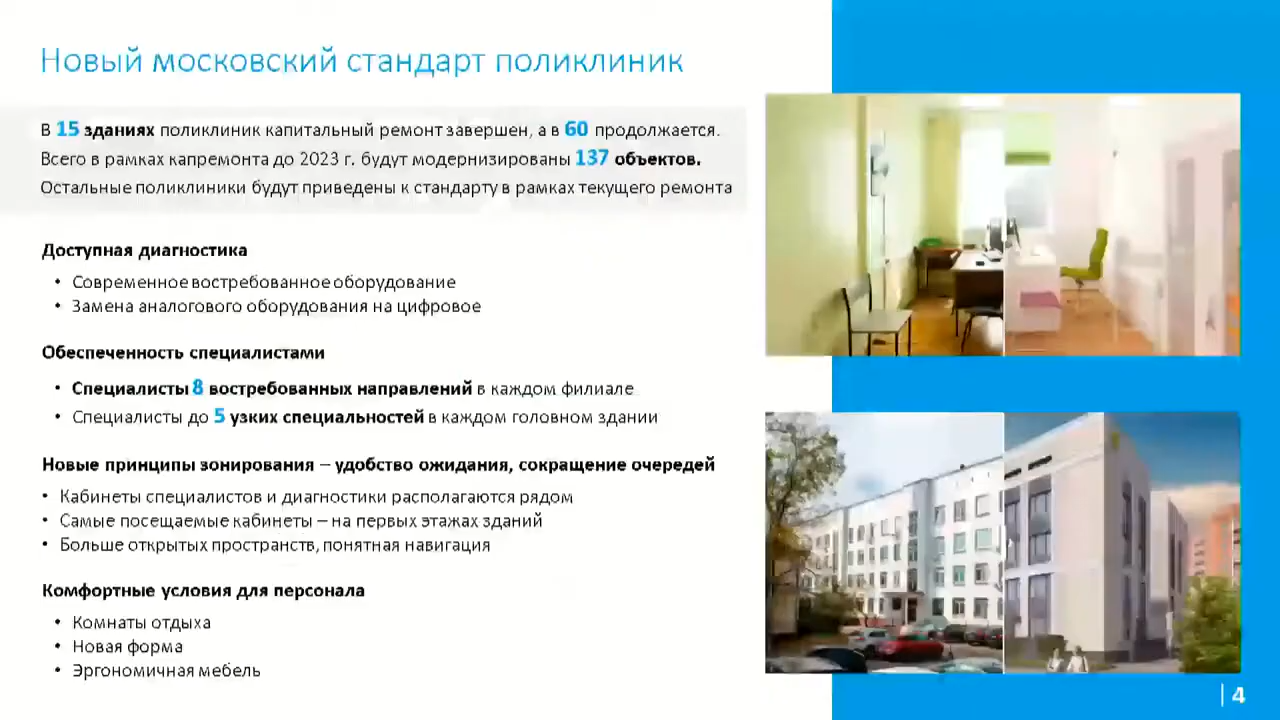 Новый московский стандарт поликлиник
В 15 зданиях поликлиник капитальный ремонт завершен, а в 60 продолжается.
Всего в рамках капремонта до 2023 г. будут модернизированы 137 объектов.
Остальные поликлиники будут приведены к стандарту в рамках текущего ремонта
Доступная диагностика
• Современное востребованное оборудование
• Замена аналогового оборудования на цифровое
Обеспеченность специалистами
• Специалисты 8 востребованных направлений в каждом филиале
• Специалисты до 5 узких специальностей в каждом головном здании
Новые принципы зонирования – удобство ожидания, сокращение очередей
• Кабинеты специалистов и диагностики располагаются рядом
• Самые посещаемые кабинеты – на первых этажах зданий
• Больше открытых пространств, понятная навигация
Комфортные условия для персонала
• Комнаты отдыха
• Новая форма
• Эргономичная мебель
| 4